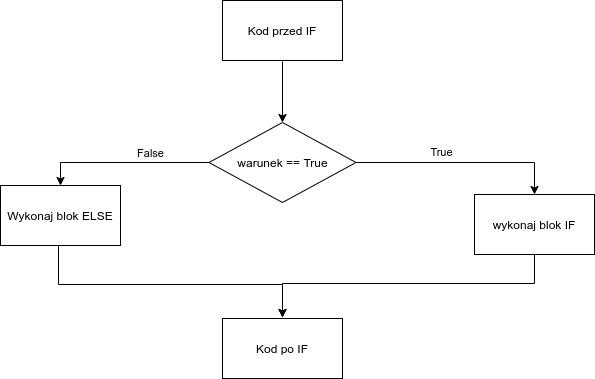 Kod przed IF
warunek == True
False
True
Wykonaj blok ELSE
wykonaj blok IF
Kod po IF